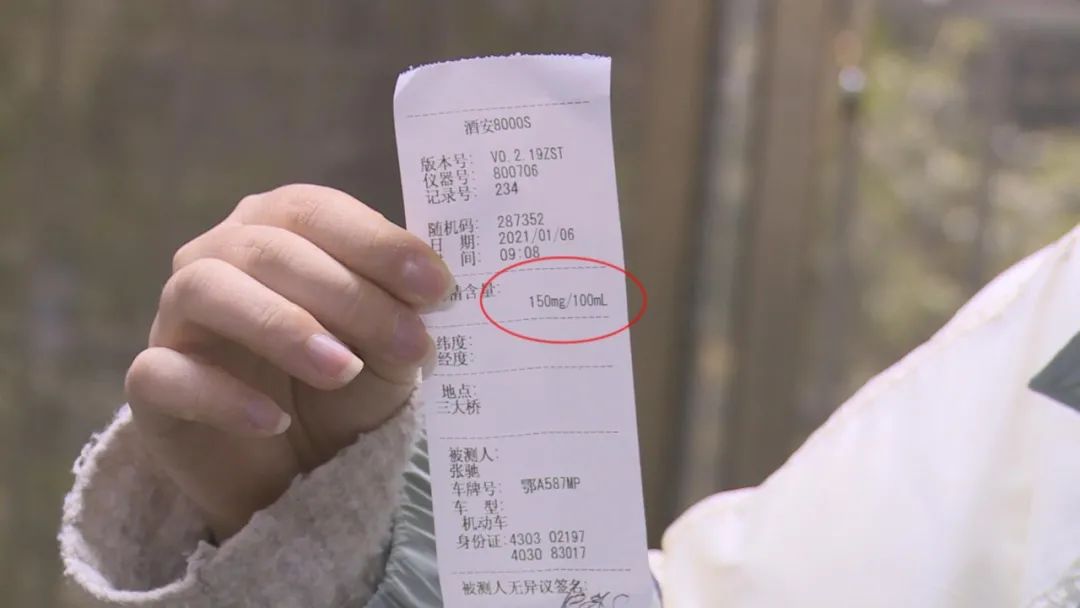 酒安8000S
版本号: V0.2.19ZST
仪器号: 800706
记录号: 234
随机码: 287352
日 期: 2021/01/06
间: 09:08
精含量:
150mg/100mL
纬度:
经度:
地点:
三大桥
被测人:
张驰
车牌号: 鄂A587MP
车 型:
机动车
身份证:4303 02197
4030 83017
被测人无异议签名: